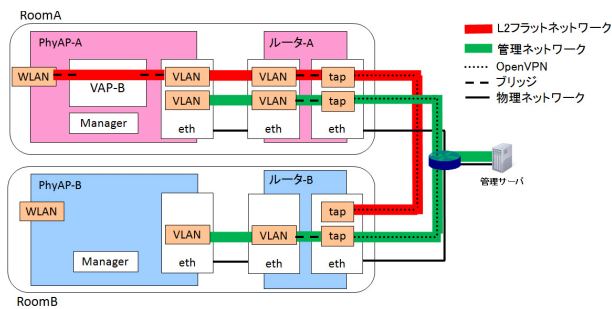 RoomA
PhyAP-A
ルータ-A
WLAN
VAP-B
VLAN
VLAN
tap
VLAN
VLAN
tap
Manager
eth
eth
eth
L2フラットネットワーク
管理ネットワーク
OpenVPN
ブリッジ
物理ネットワーク
管理サーバ
PhyAP-B
ルータ-B
WLAN
tap
VLAN
VLAN
tap
Manager
eth
eth
eth
RoomB